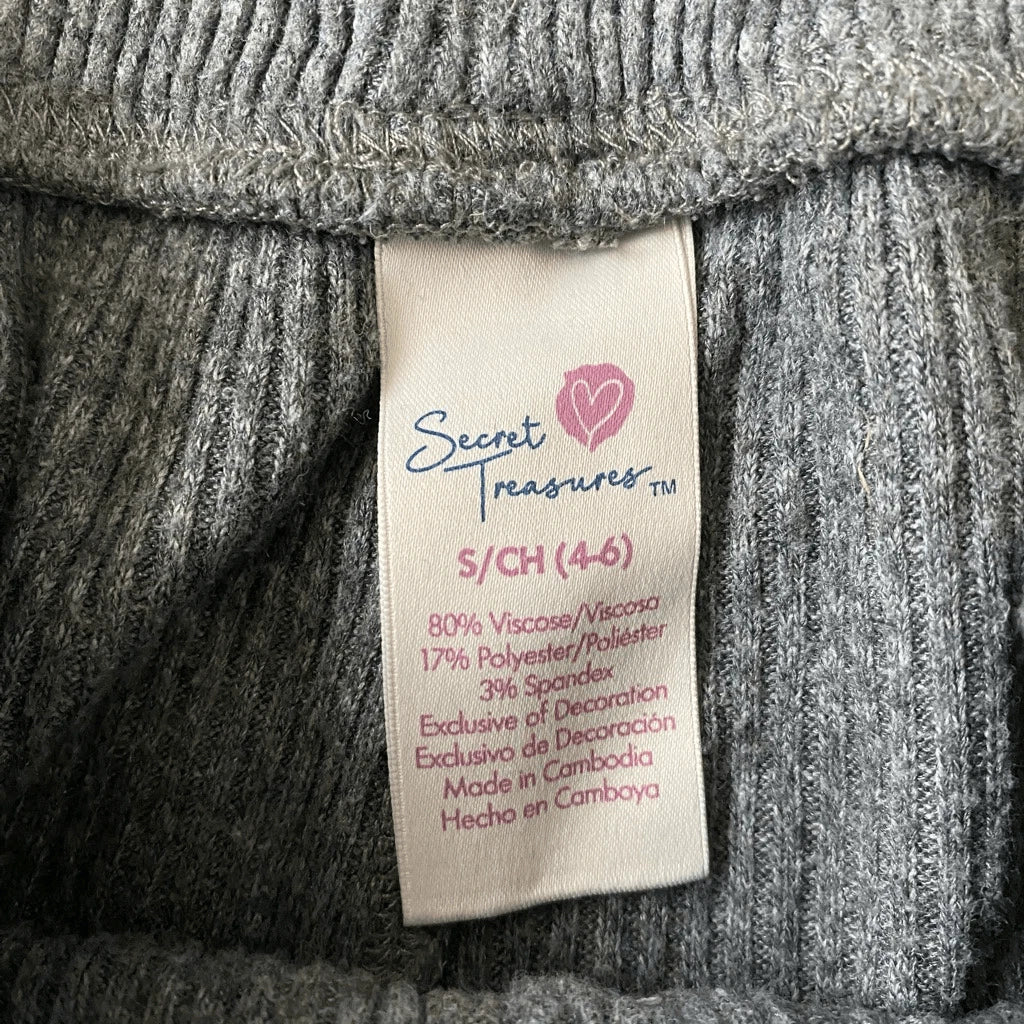 Secret
Treasures™
S/CH (4-6)
80% Viscose/Viscosa
17% Polyester/Poliéster
3% Spandex
Exclusive of Decoration
Exclusivo de Decoración
Made in Cambodia
Hecho en Camboya